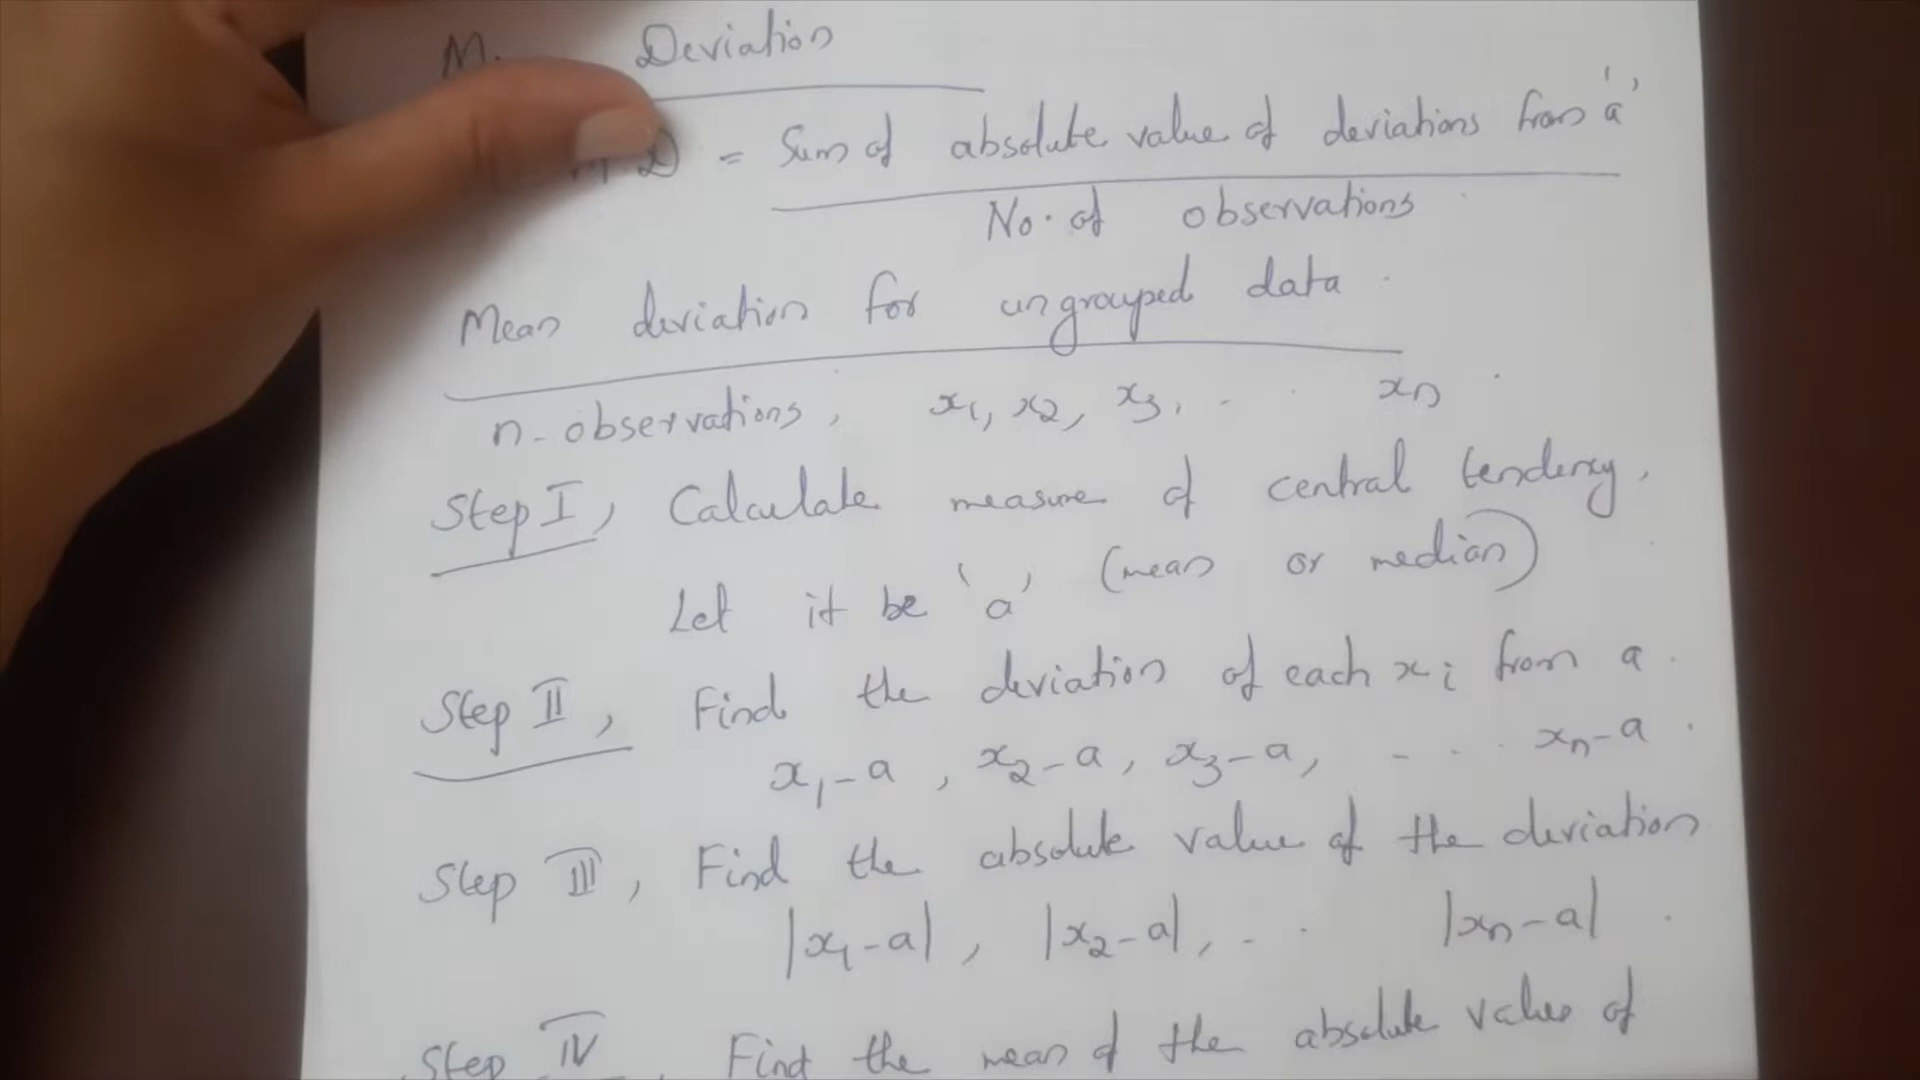 Deviation
D = Sum of absolute value of deviations from 'a'
No. of observations
Mean deviation for ungrouped data.
n-observations, x1, x2, x3, - . . xn.
Step I, Calculate measure of central tendency.
Let it be 'a' (mean or median)
Step II, Find the deviation of each xi from a.
x1-a, x2-a, x3-a, - . . xn-a.
Step III, Find the absolute value of the deviation
|x1-a|, |x2-a|, - . |xn-a|.
Step IV Find the mean of the absolute value of